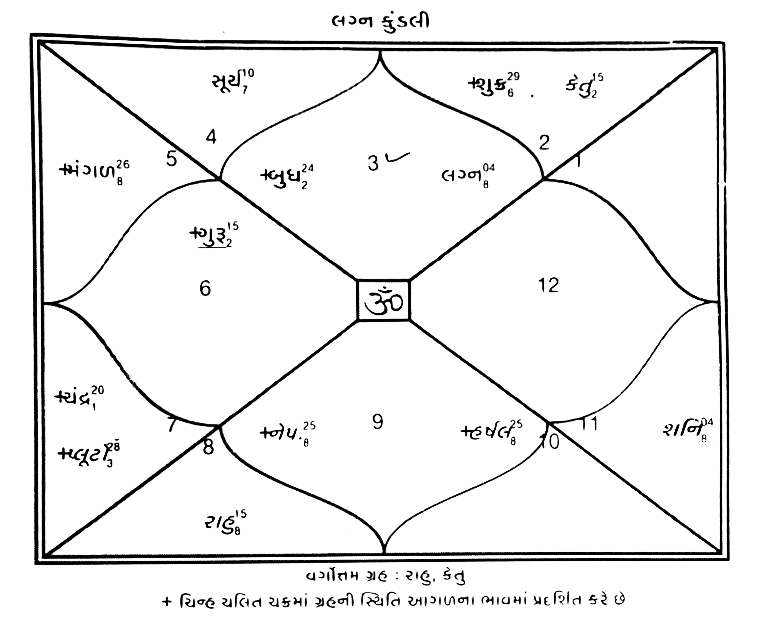 લગ્ન કુંડલી
સૂર્ય 10 7
+શુક્ર 29 6 . કેતુ 15 2
4
2
5
1
+મંગળ 26 8
+બુધ 24 2
3
લગ્ન 04 8
+ગુરૂ 15 2
6
12
ૐ
+ચંદ્ર 20 1
7
+પ્લૂટો 28 3
8
+નેપ. 25 8
9
+હર્ષલ 25 8
10
11
શનિ 04 8
રાહુ 15 8
વર્ગોત્તમ ગ્રહ : રાહુ, કેતુ
+ ચિન્હ ચલિત ચક્રમાં ગ્રહની સ્થિતિ આગળના ભાવમાં પ્રદર્શિત કરે છે